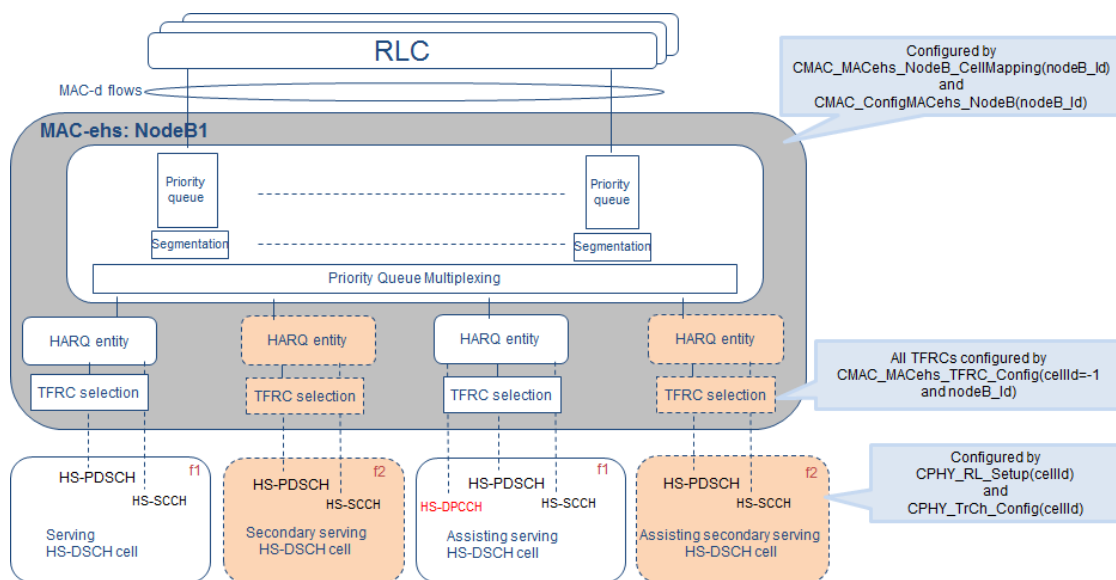 RLC
MAC-d flows
Configured by
CMAC_MACehs_NodeB_CellMapping(nodeB_Id)
and
CMAC_ConfigMACehs_NodeB(nodeB_Id)
MAC-ehs: NodeB1
Priority
queue
Priority
queue
Segmentation
Segmentation
Priority Queue Multiplexing
HARQ entity
HARQ entity
HARQ entity
HARQ entity
TFRC selection
TFRC selection
TFRC selection
TFRC selection
All TFRCs configured by
CMAC_MACehs_TFRC_Config(cellId=-1
and nodeB_Id)
f1
HS-PDSCH
HS-SCCH
Serving
HS-DSCH cell
f2
HS-PDSCH
HS-SCCH
Secondary serving
HS-DSCH cell
f1
HS-PDSCH
HS-DPCCH
HS-SCCH
Assisting serving
HS-DSCH cell
f2
HS-PDSCH
HS-SCCH
Assisting secondary serving
HS-DSCH cell
Configured by
CPHY_RL_Setup(cellId)
and
CPHY_TrCh_Config(cellId)